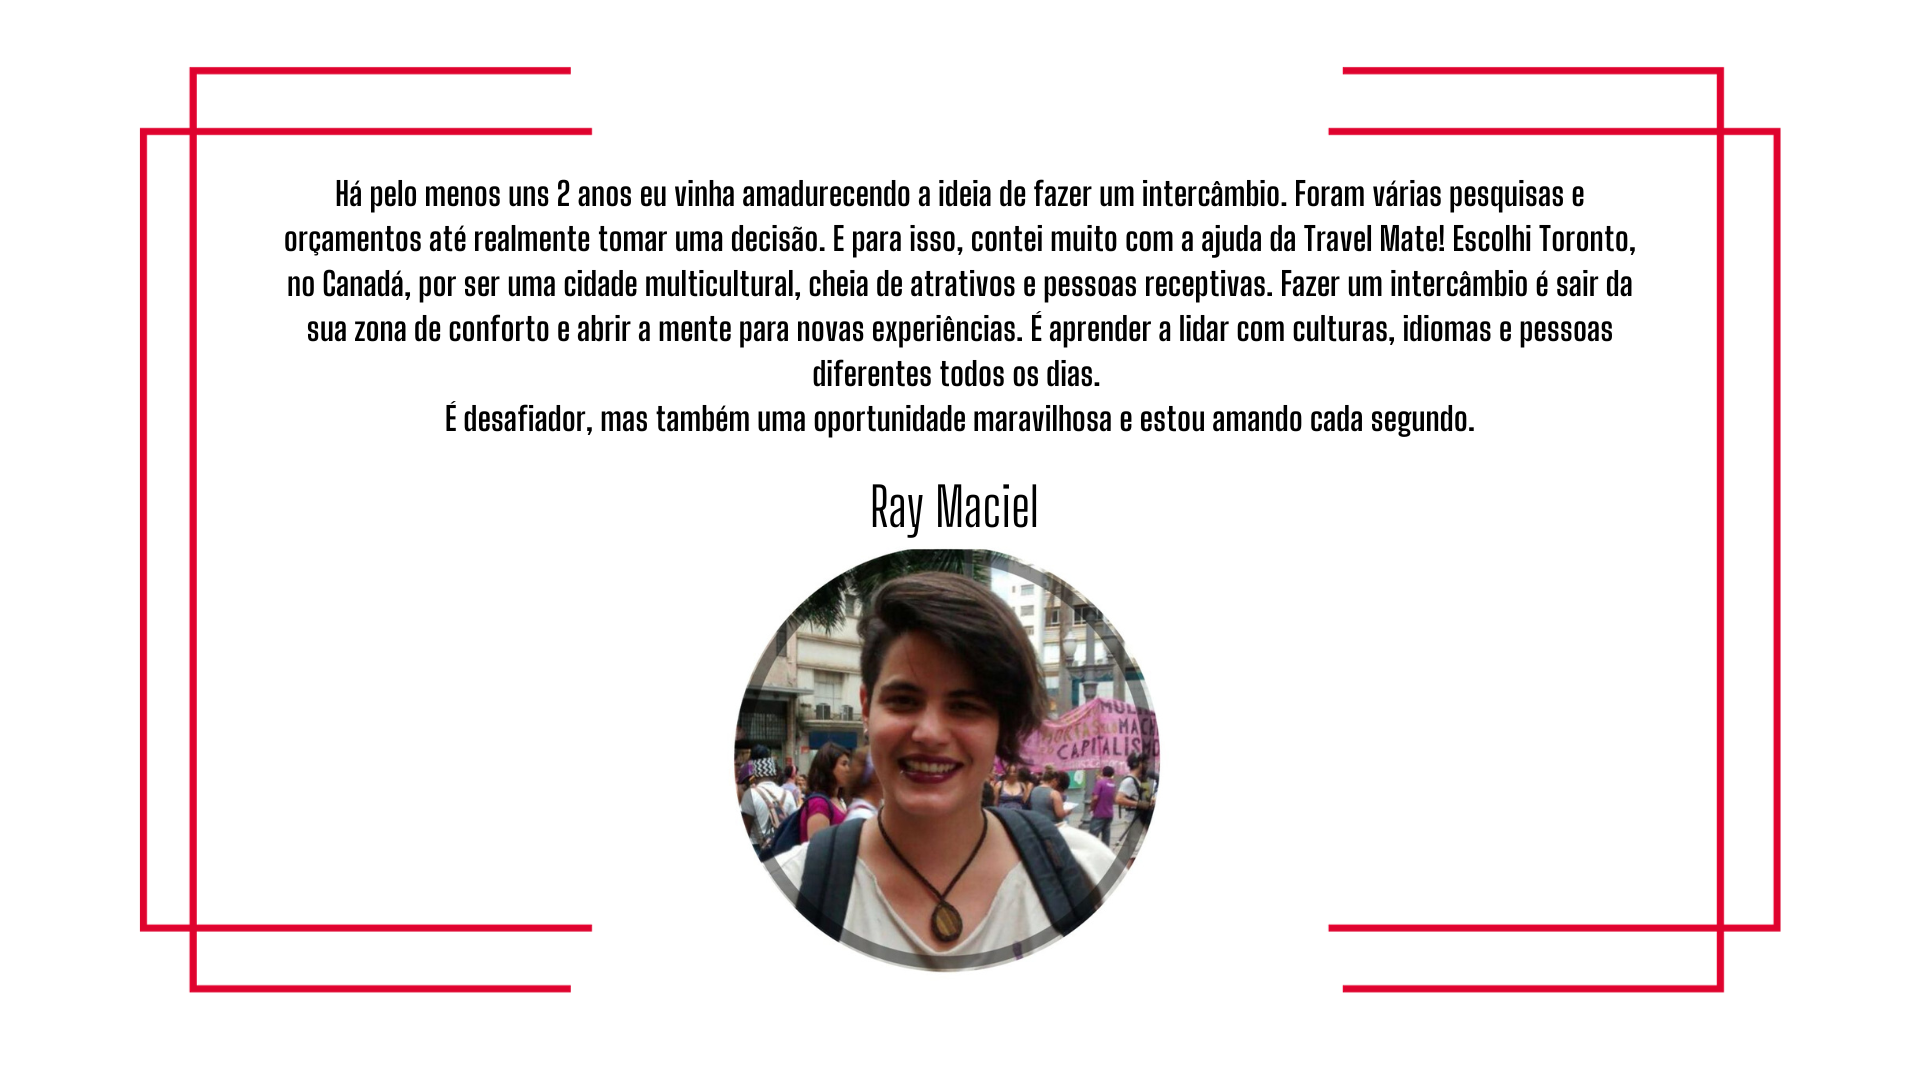 Há pelo menos uns 2 anos eu vinha amadurecendo a ideia de fazer um intercâmbio. Foram várias pesquisas e
orçamentos até realmente tomar uma decisão. E para isso, contei muito com a ajuda da Travel Mate! Escolhi Toronto,
no Canadá, por ser uma cidade multicultural, cheia de atrativos e pessoas receptivas. Fazer um intercâmbio é sair da
sua zona de conforto e abrir a mente para novas experiências. É aprender a lidar com culturas, idiomas e pessoas
diferentes todos os dias.
É desafiador, mas também uma oportunidade maravilhosa e estou amando cada segundo.
Ray Maciel
MORTAS
CAPITALISMO